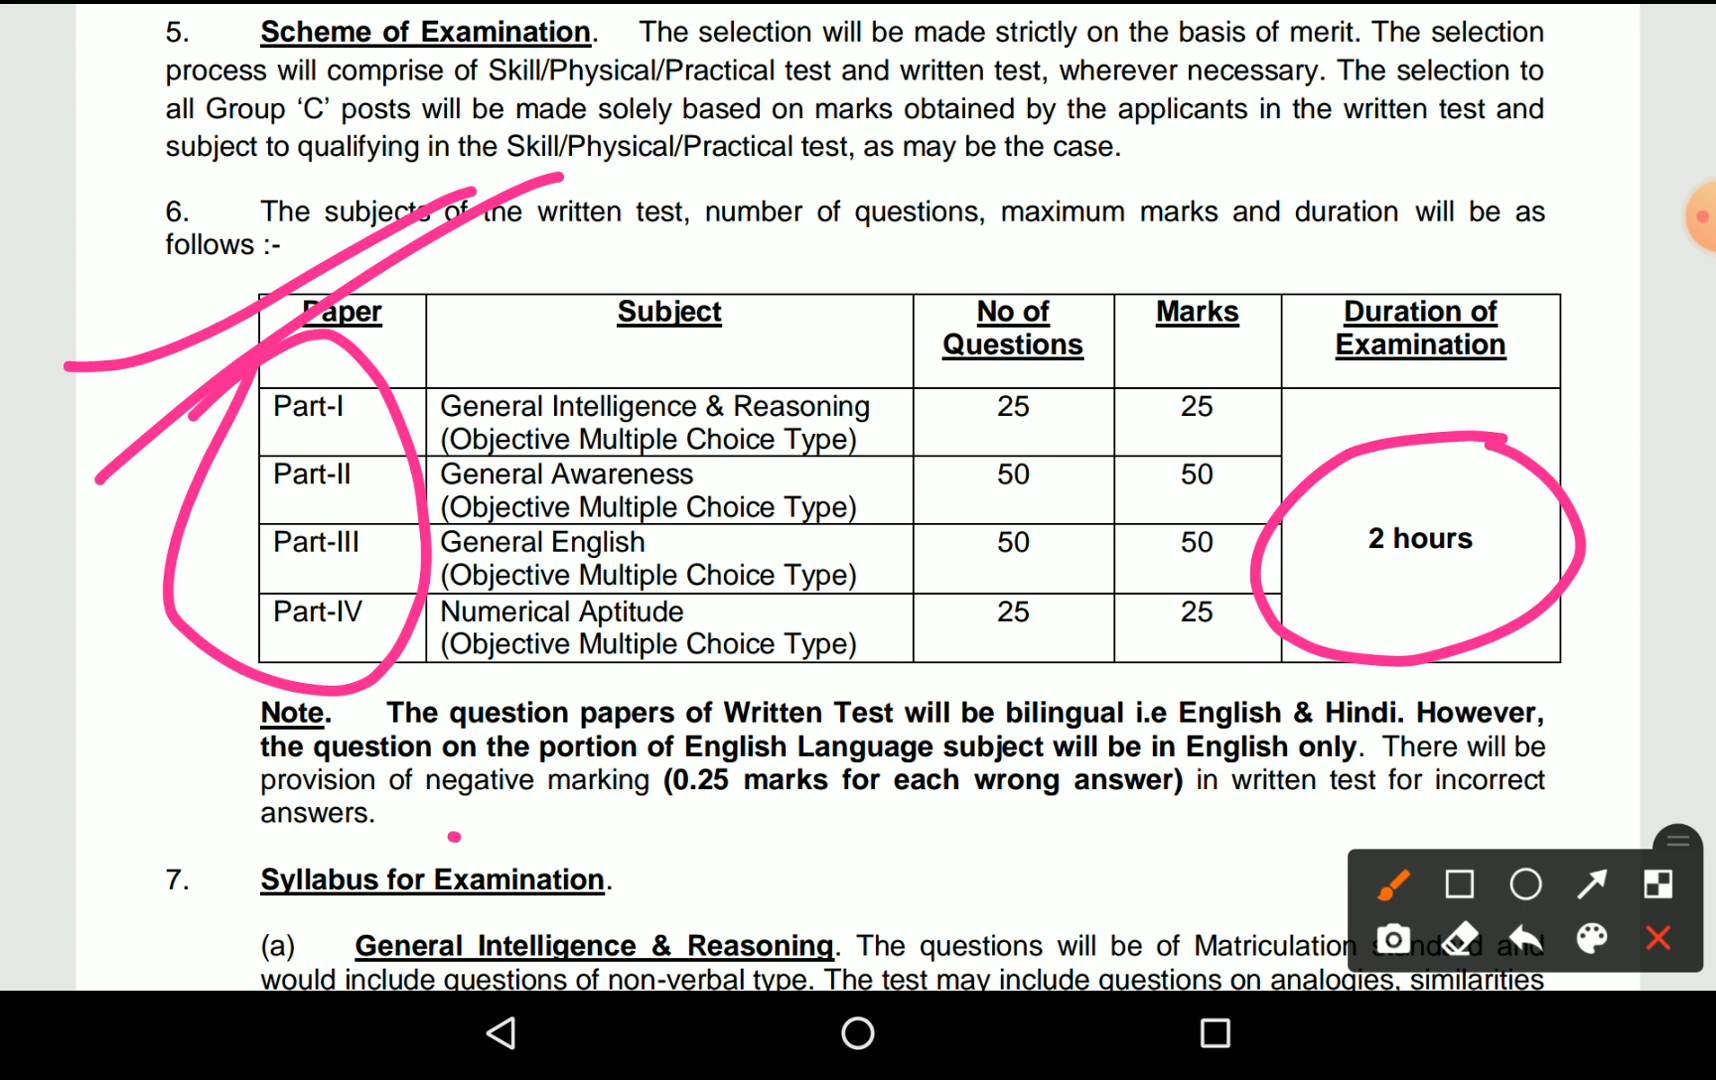 5. Scheme of Examination. The selection will be made strictly on the basis of merit. The selection
process will comprise of Skill/Physical/Practical test and written test, wherever necessary. The selection to
all Group ‘C’ posts will be made solely based on marks obtained by the applicants in the written test and
subject to qualifying in the Skill/Physical/Practical test, as may be the case.
6. The subjects of the written test, number of questions, maximum marks and duration will be as
follows :-
Paper Subject No of Questions Marks Duration of Examination
Part-I General Intelligence & Reasoning 25 25
(Objective Multiple Choice Type)
Part-II General Awareness 50 50
(Objective Multiple Choice Type)
Part-III General English 50 50 2 hours
(Objective Multiple Choice Type)
Part-IV Numerical Aptitude 25 25
(Objective Multiple Choice Type)
Note. The question papers of Written Test will be bilingual i.e English & Hindi. However,
the question on the portion of English Language subject will be in English only. There will be
provision of negative marking (0.25 marks for each wrong answer) in written test for incorrect
answers.
7. Syllabus for Examination.
(a) General Intelligence & Reasoning. The questions will be of Matriculation standard and
would include questions of non-verbal type. The test may include questions on analogies, similarities